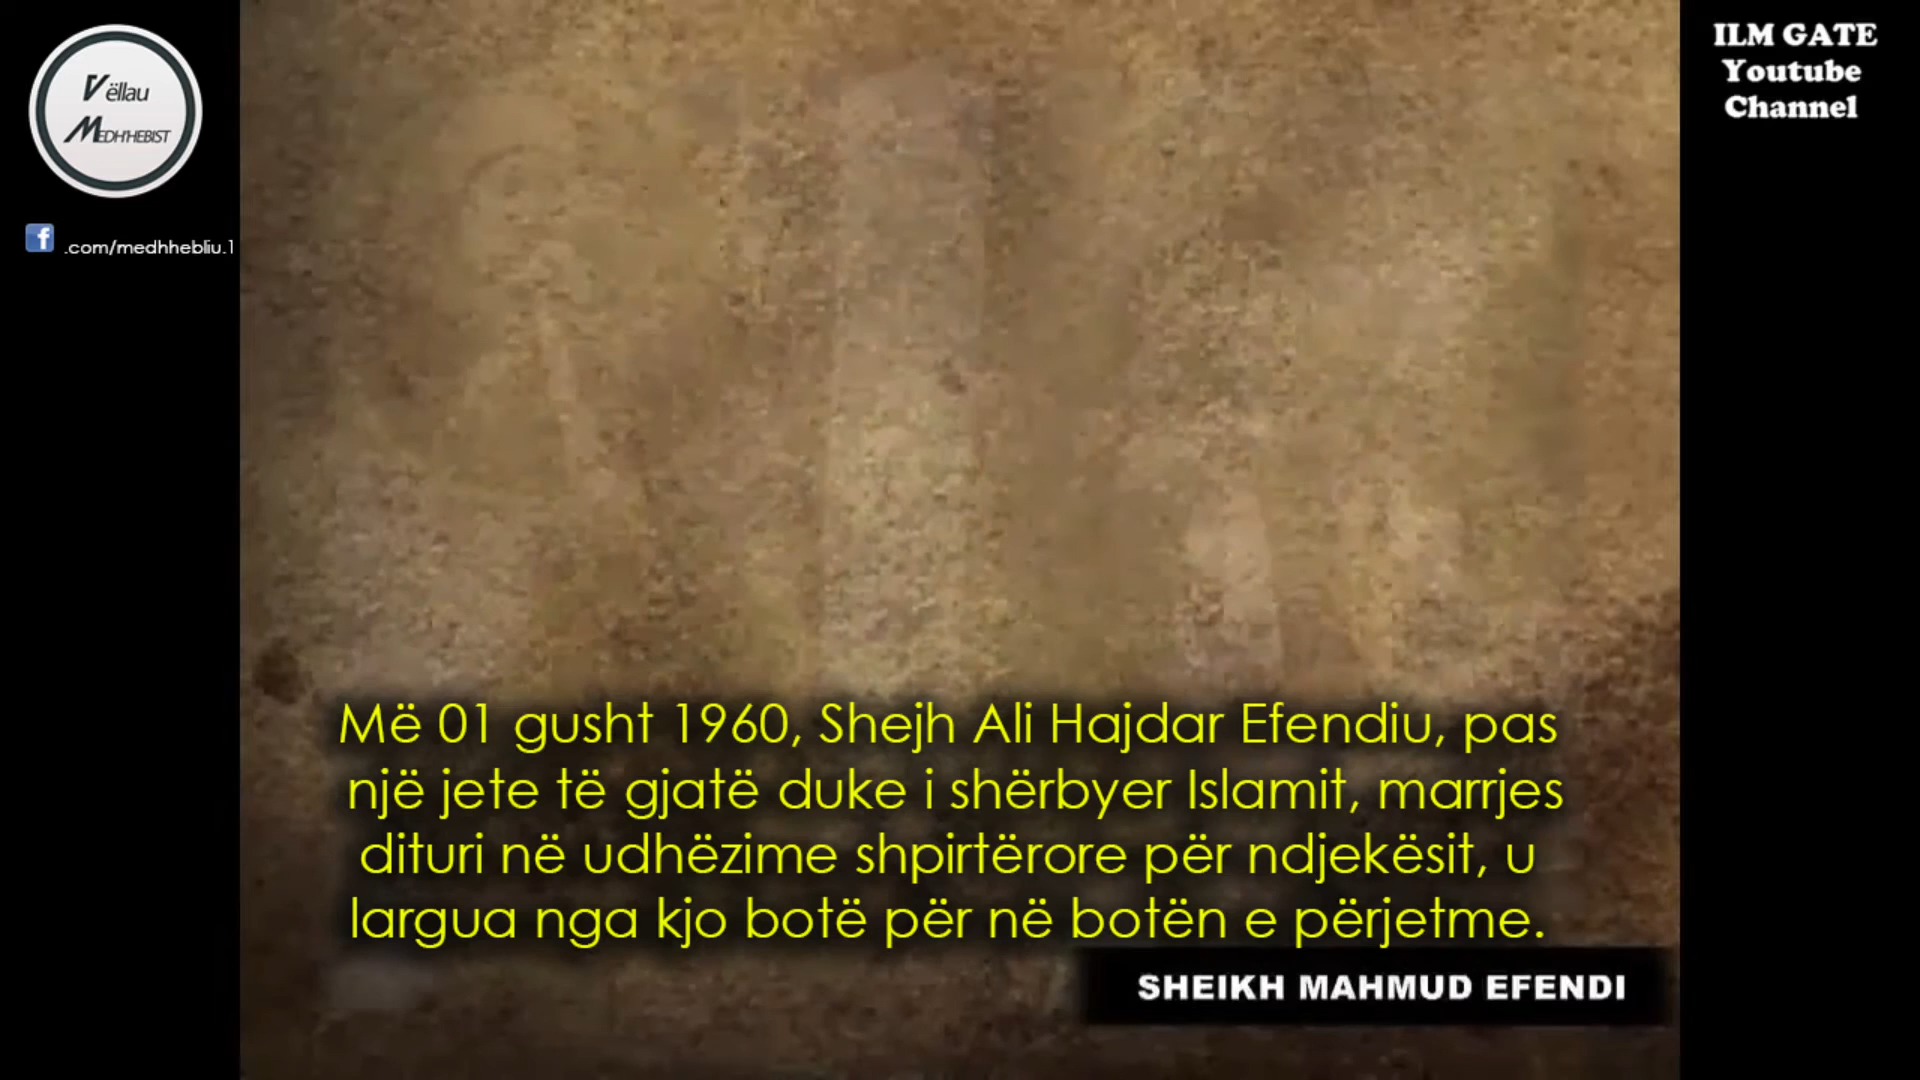 Vëllau
MEDH'HEBIST
.com/medhhebliu.1
ILM GATE
Youtube
Channel
Më 01 gusht 1960, Shejh Ali Hajdar Efendiu, pas
një jete të gjatë duke i shërbyer Islamit, marrjes
dituri në udhëzime shpirtërore për ndjekësit, u
largua nga kjo botë për në botën e përjetme.
SHEIKH MAHMUD EFENDI